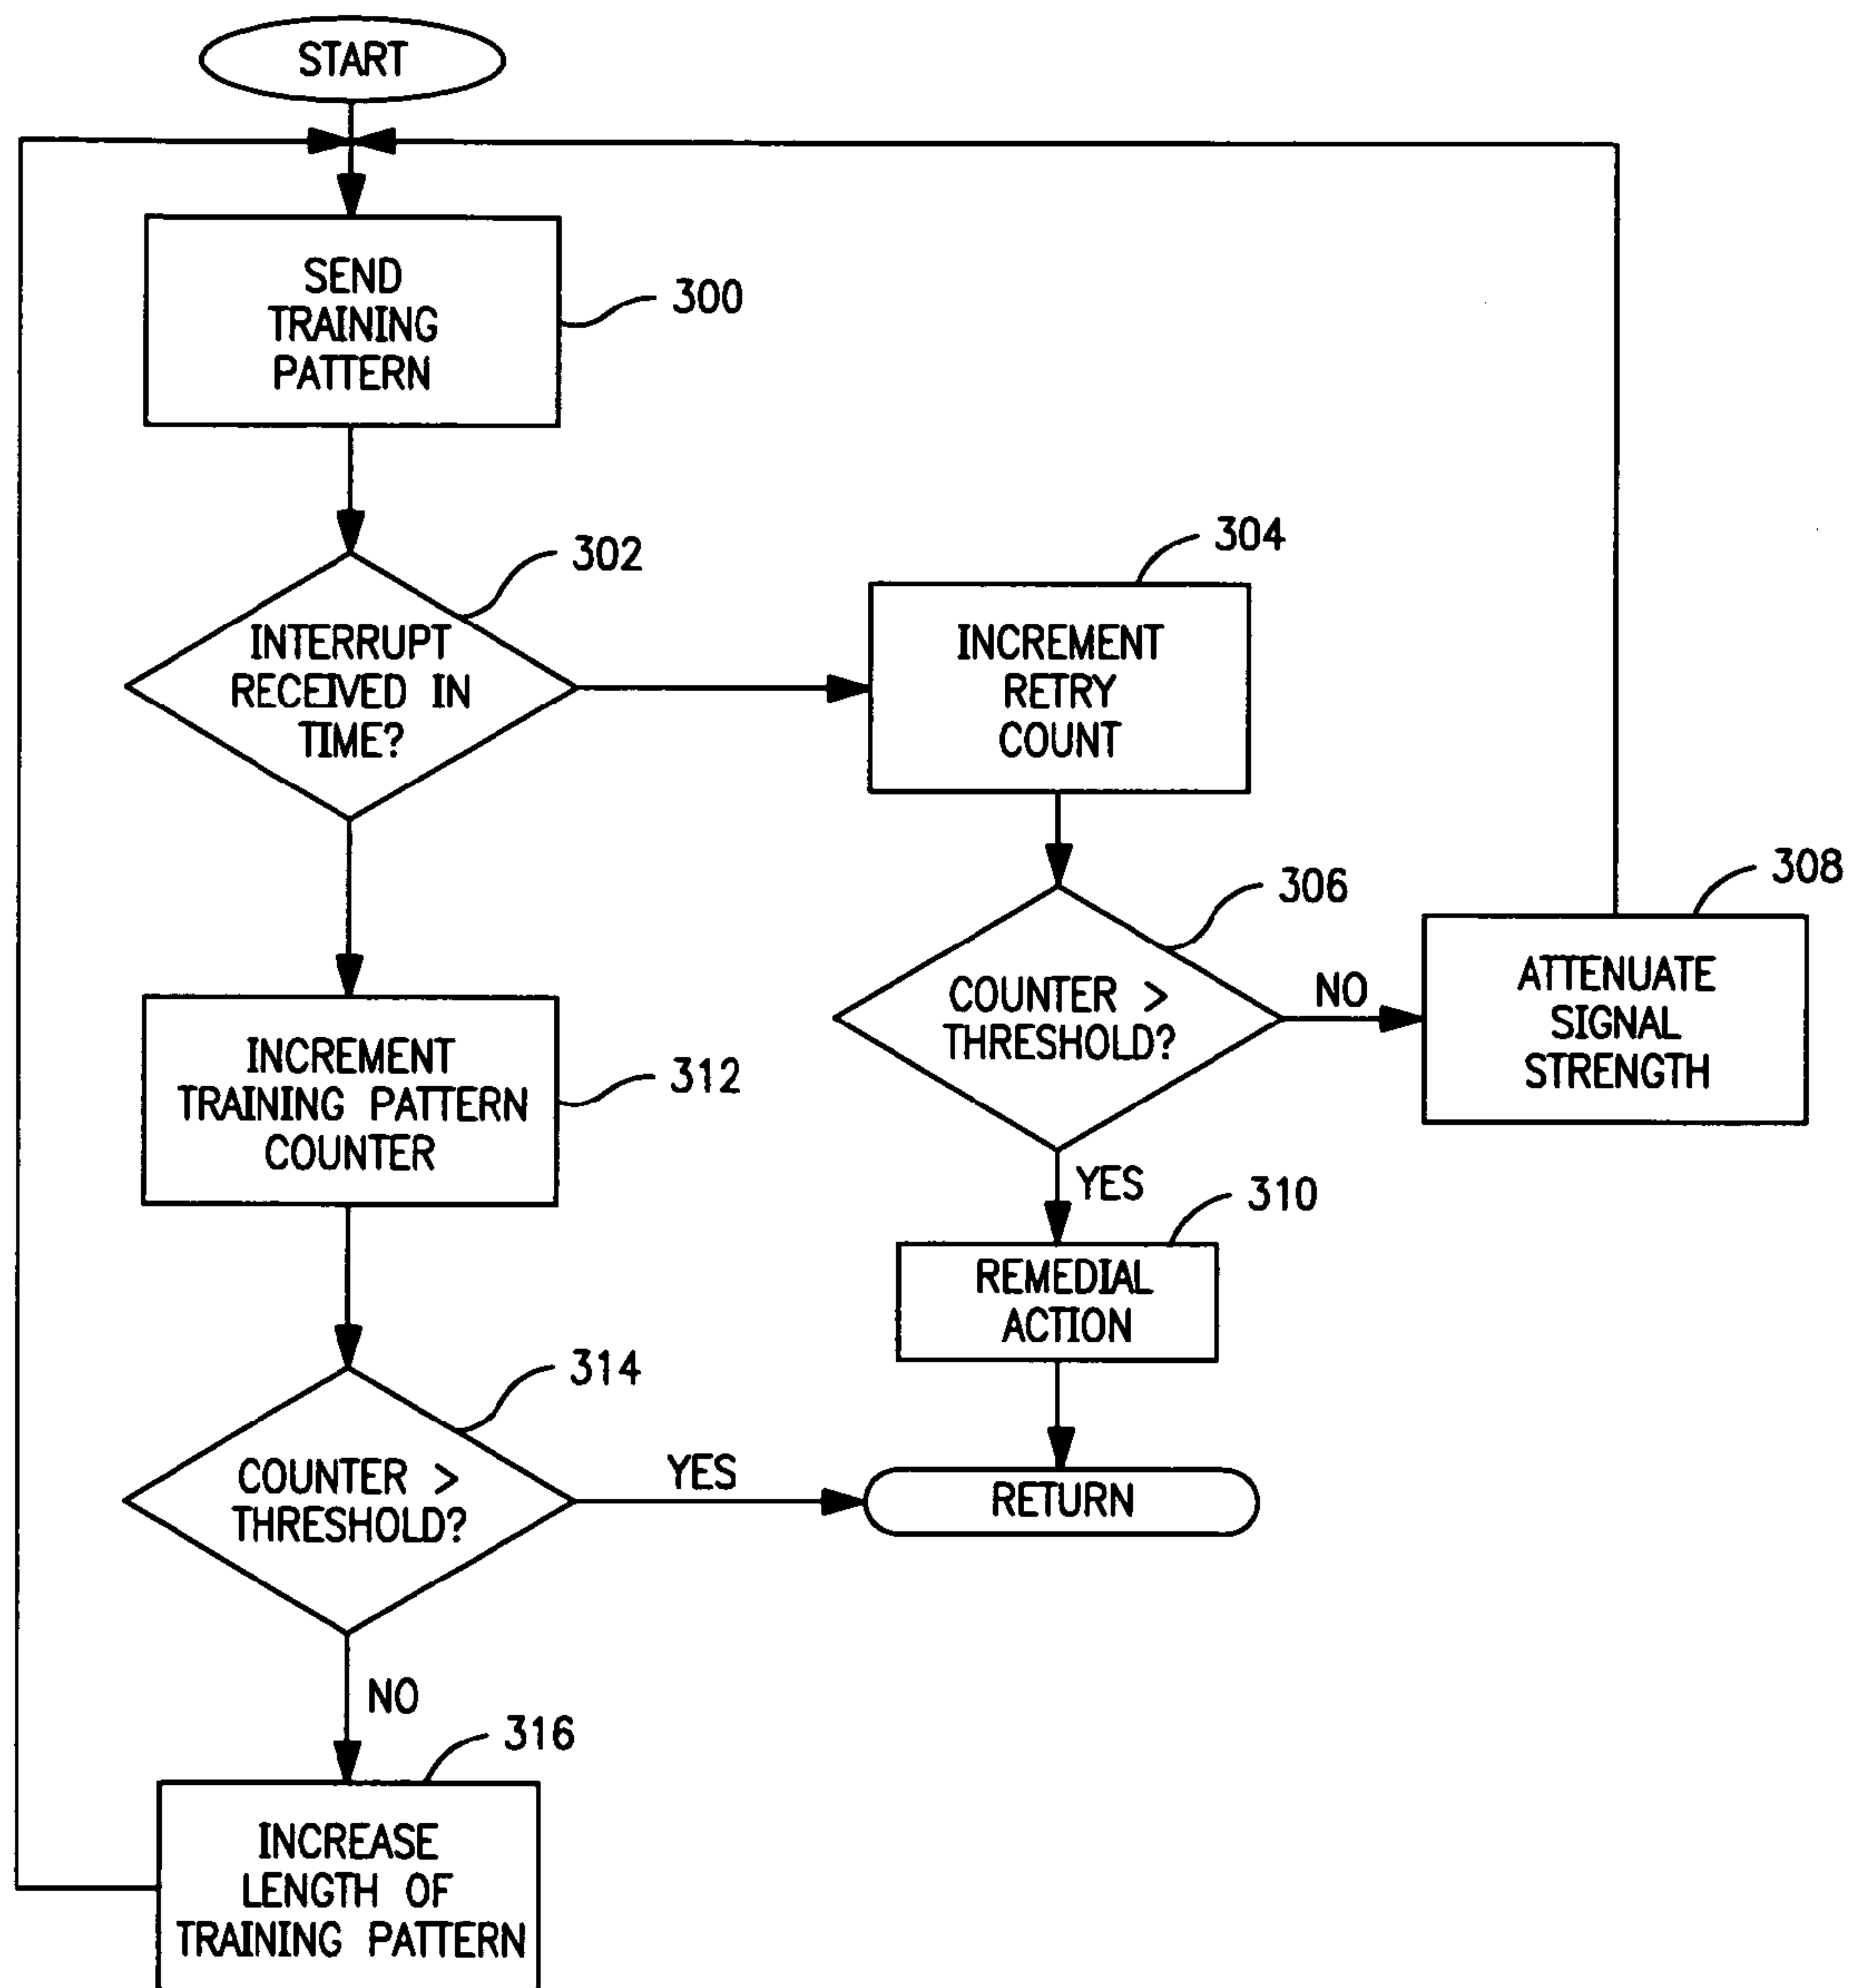 START
SEND
TRAINING
PATTERN
300
302
INTERRUPT
RECEIVED IN
TIME?
304
INCREMENT
RETRY
COUNT
306
COUNTER >
THRESHOLD?
NO
308
ATTENUATE
SIGNAL
STRENGTH
YES
310
REMEDIAL
ACTION
INCREMENT
TRAINING PATTERN
COUNTER
312
314
COUNTER >
THRESHOLD?
YES
RETURN
NO
316
INCREASE
LENGTH OF
TRAINING PATTERN